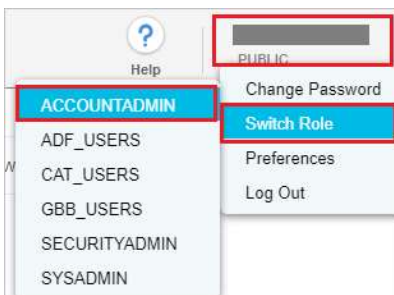 ?
Help
PUBLIC
Change Password
Switch Role
Preferences
Log Out
ACCOUNTADMIN
ADF_USERS
CAT_USERS
GBB_USERS
SECURITYADMIN
SYSADMIN
W